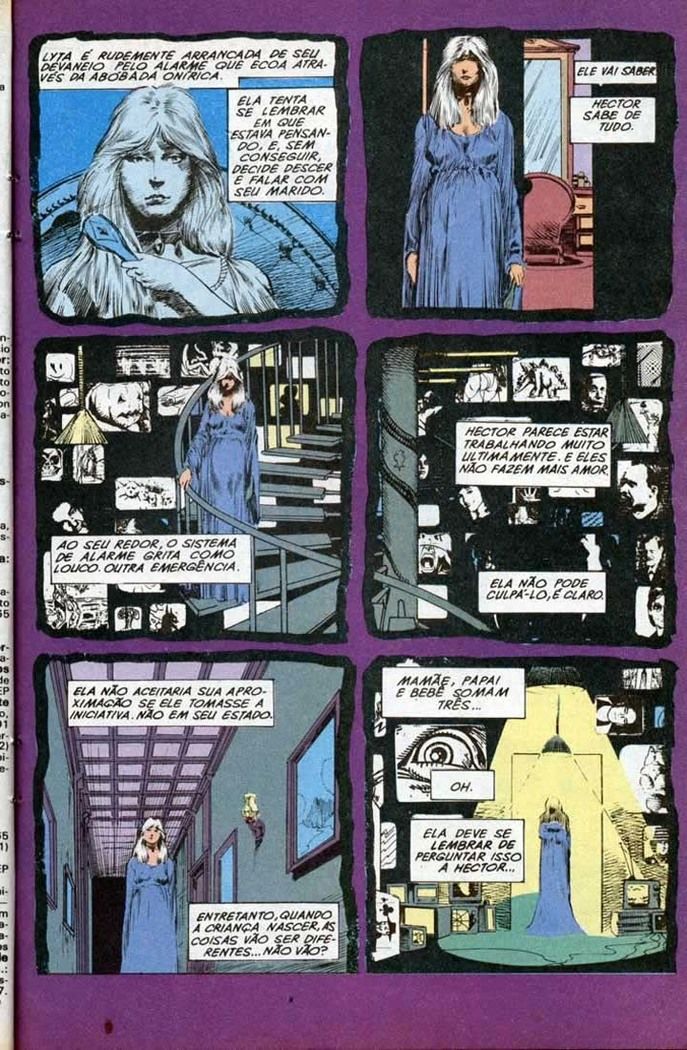 LYTA É RUDEMENTE ARRANCADA DE SEU
DEVANEIO PELO ALARME QUE ECOA ATRA-
VÉS DA ABÓBADA ONÍRICA.
ELA TENTA
SE LEMBRAR
EM QUE
ESTAVA PENSAN-
DO, E, SEM
CONSEGUIR,
DECIDE DESCER
E FALAR COM
SEU MARIDO.
ELE VAI SABER.
HECTOR
SABE DE
TUDO.
AO SEU REDOR, O SISTEMA
DE ALARME GRITA COMO
LOUCO. OUTRA EMERGÊNCIA.
HECTOR PARECE ESTAR
TRABALHANDO MUITO
ULTIMAMENTE. E ELES
NÃO FAZEM MAIS AMOR.
ELA NÃO PODE
CULPÁ-LO, É CLARO.
ELA NÃO ACEITARIA SUA APRO-
XIMAÇÃO SE ELE TOMASSE A
INICIATIVA. NÃO EM SEU ESTADO.
ENTRETANTO, QUANDO
A CRIANÇA NASCER, AS
COISAS VÃO SER DIFE-
RENTES... NÃO VÃO?
MAMÃE, PAPAI
E BEBÊ SOMAM
TRÊS...
OH.
ELA DEVE SE
LEMBRAR DE
PERGUNTAR ISSO
A HECTOR...